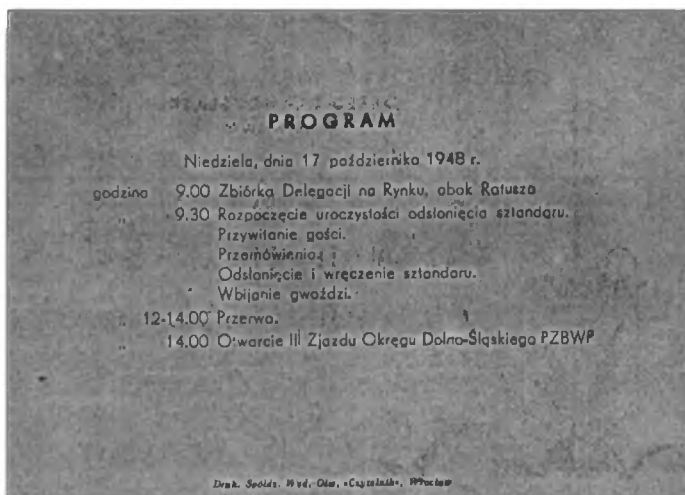 PROGRAM
Niedziela, dnia 17 października 1948 r.
godzina 9.00 Zbiórka Delegacji na Rynku, obok Ratusza
„ 9.30 Rozpoczęcie uroczystości odsłonięcia sztandaru.
Przywitanie gości.
Przemówienia
Odsłonięcie i wręczenie sztandaru.
Wbijanie gwoździ.
„ 12-14.00 Przerwa.
„ 14.00 Otwarcie III Zjazdu Okręgu Dolno-Śląskiego PZBWP
Druk. Spółdz. Wyd. Ośw. «Czytelnik», Wrocław